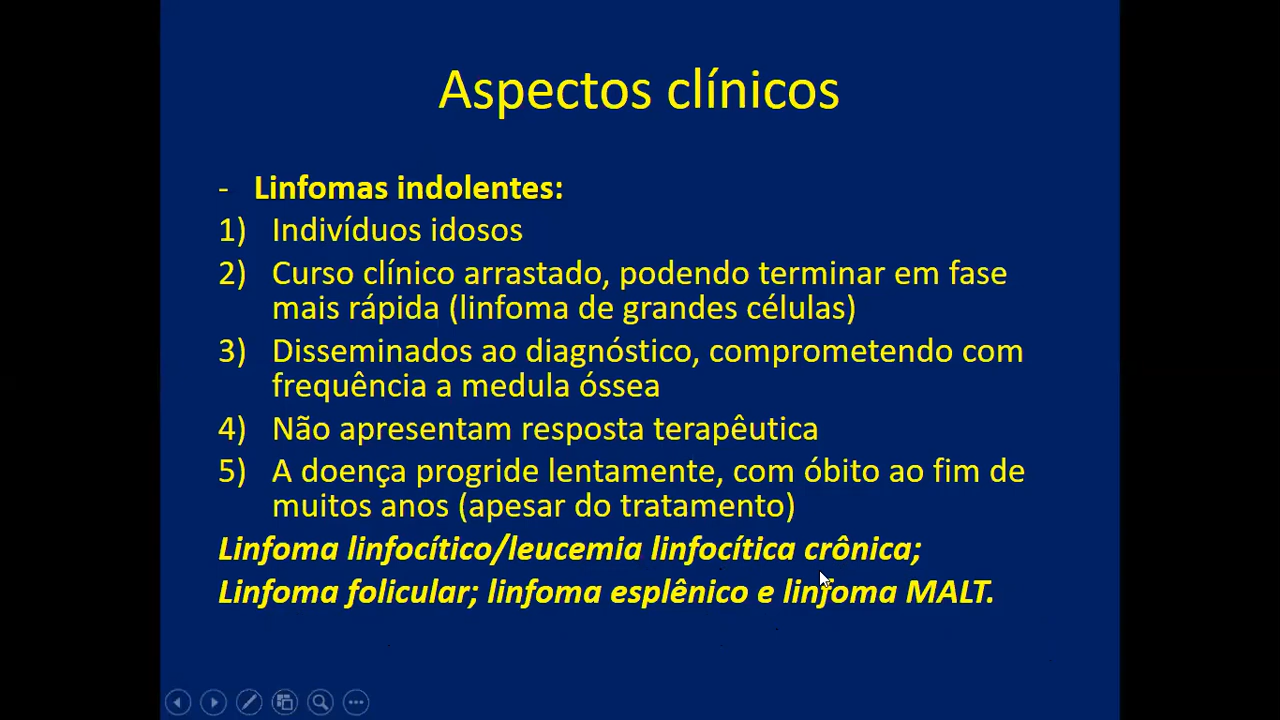 Aspectos clínicos
- Linfomas indolentes:
1) Indivíduos idosos
2) Curso clínico arrastado, podendo terminar em fase
mais rápida (linfoma de grandes células)
3) Disseminados ao diagnóstico, comprometendo com
frequência a medula óssea
4) Não apresentam resposta terapêutica
5) A doença progride lentamente, com óbito ao fim de
muitos anos (apesar do tratamento)
Linfoma linfocítico/leucemia linfocítica crônica;
Linfoma folicular; linfoma esplênico e linfoma MALT.